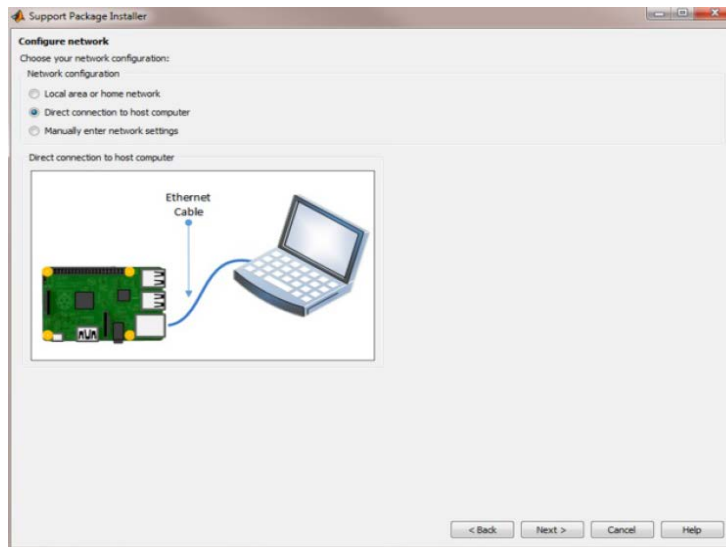 Support Package Installer
Configure network
Choose your network configuration:
Network configuration
Local area or home network
Direct connection to host computer
Manually enter network settings
Direct connection to host computer
Ethernet
Cable
< Back
Next >
Cancel
Help